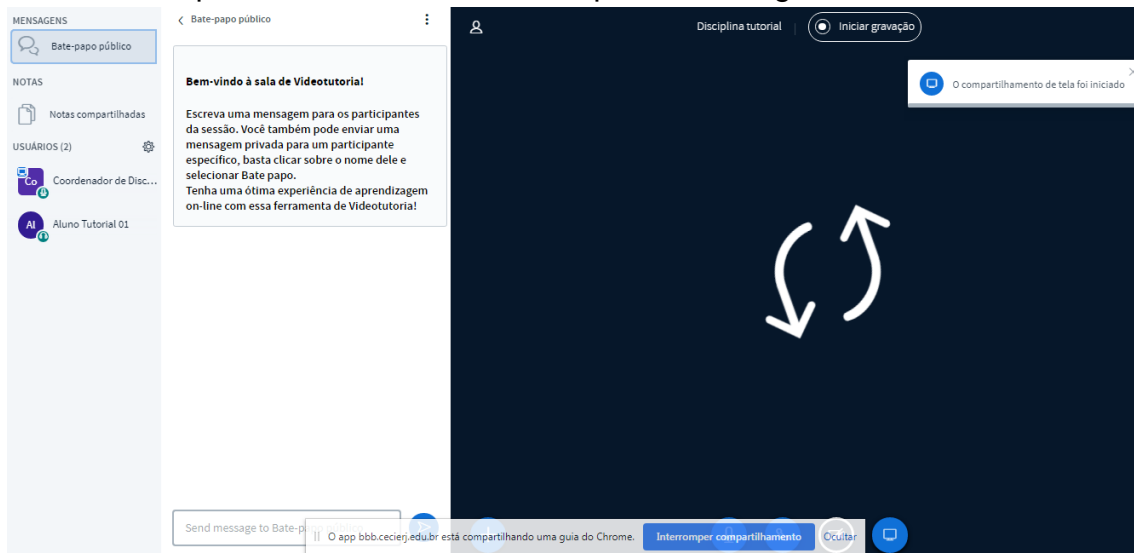 MENSAGENS
Bate-papo público
NOTAS
Notas compartilhadas
USUÁRIOS (2)
Co
Coordenador de Disc...
Al
Aluno Tutorial 01
Bate-papo público
Bem-vindo à sala de Videotutoria!
Escreva uma mensagem para os participantes
da sessão. Você também pode enviar uma
mensagem privada para um participante
específico, basta clicar sobre o nome dele e
selecionar Bate papo.
Tenha uma ótima experiência de aprendizagem
on-line com essa ferramenta de Videotutoria!
Send message to Bate-p
Disciplina tutorial
Iniciar gravação
O compartilhamento de tela foi iniciado
O app bbb.cecierj.edu.br está compartilhando uma guia do Chrome.
Interromper compartilhamento
Ocultar